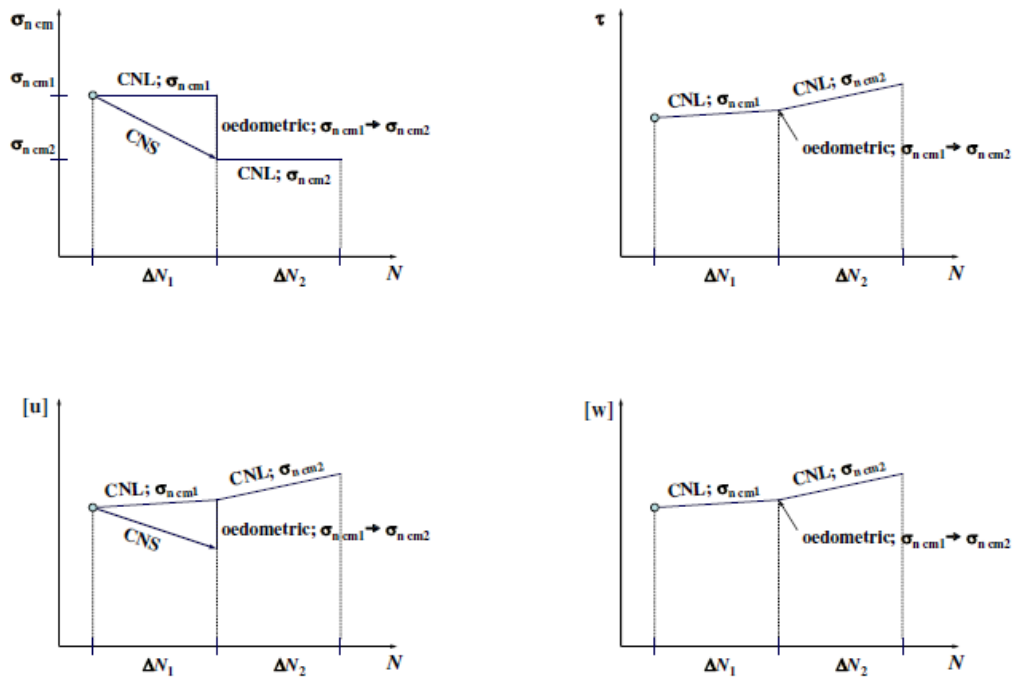 σn cm
σn cm1
CNL; σn cm1
CNS
oedometric; σn cm1→ σn cm2
σn cm2
CNL; σn cm2
ΔN1
ΔN2
N
τ
CNL; σn cm1
CNL; σn cm2
oedometric; σn cm1→ σn cm2
ΔN1
ΔN2
N
[u]
CNL; σn cm1
CNL; σn cm2
CNS
oedometric; σn cm1→ σn cm2
ΔN1
ΔN2
N
[w]
CNL; σn cm1
CNL; σn cm2
oedometric; σn cm1→ σn cm2
ΔN1
ΔN2
N